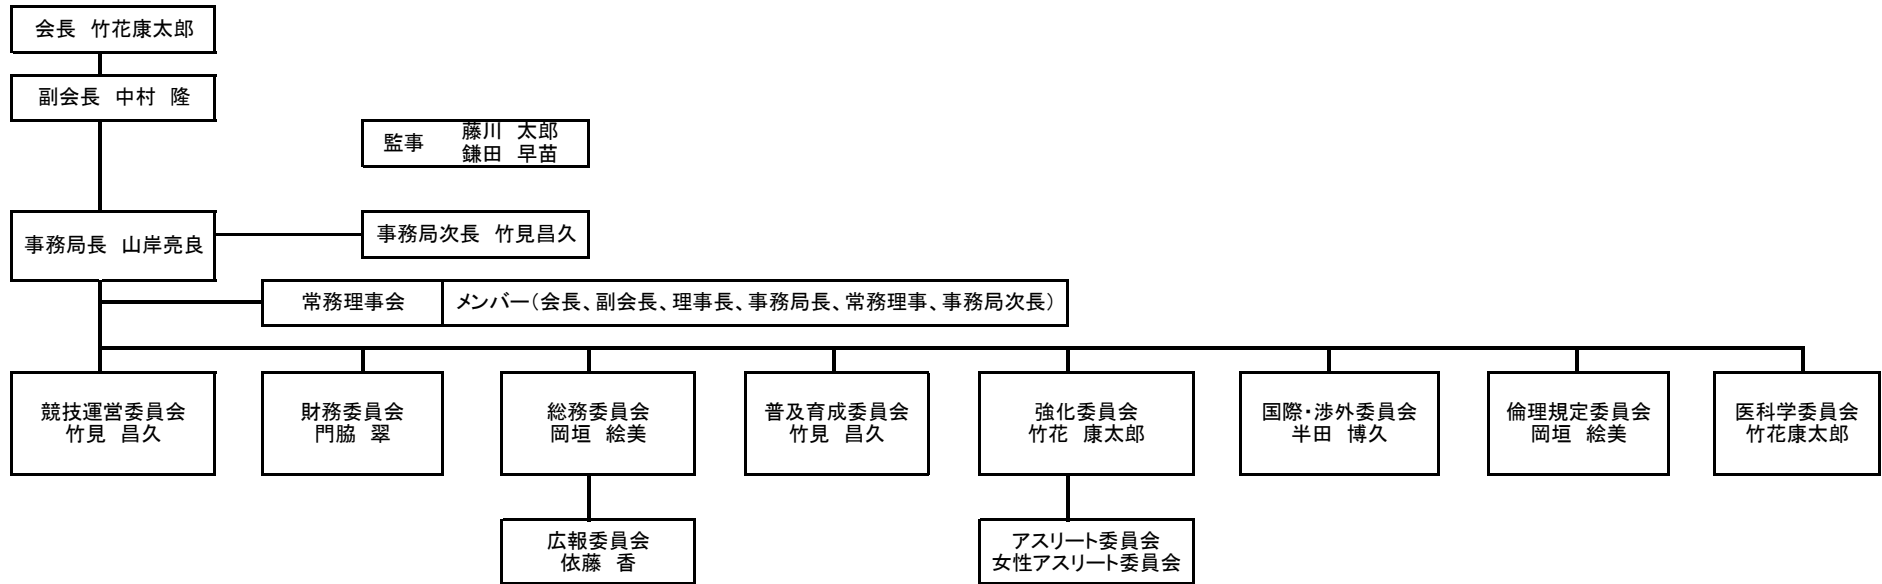 会長　竹花康太郎
副会長　中村　隆
監事　藤川　太郎
鎌田　早苗
事務局長　山岸亮良
事務局次長　竹見昌久
常務理事会　メンバー（会長、副会長、理事長、事務局長、常務理事、事務局次長）
競技運営委員会
竹見　昌久
財務委員会
門脇　翠
総務委員会
岡垣　絵美
普及育成委員会
竹見　昌久
強化委員会
竹花　康太郎
国際・渉外委員会
半田　博久
倫理規定委員会
岡垣　絵美
医科学委員会
竹花康太郎
広報委員会
依藤　香
アスリート委員会
女性アスリート委員会